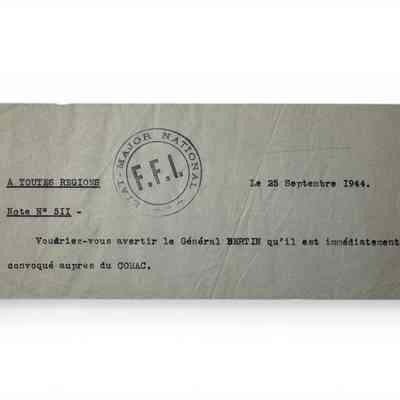 ETAT-MAJOR NATIONAL
F.F.I.
A TOUTES REGIONS
Le 25 Septembre 1944.
Note N° 5II -
Voudriez-vous avertir le Général BERTIN qu'il est immédiatement
convoqué auprès du COMAC.